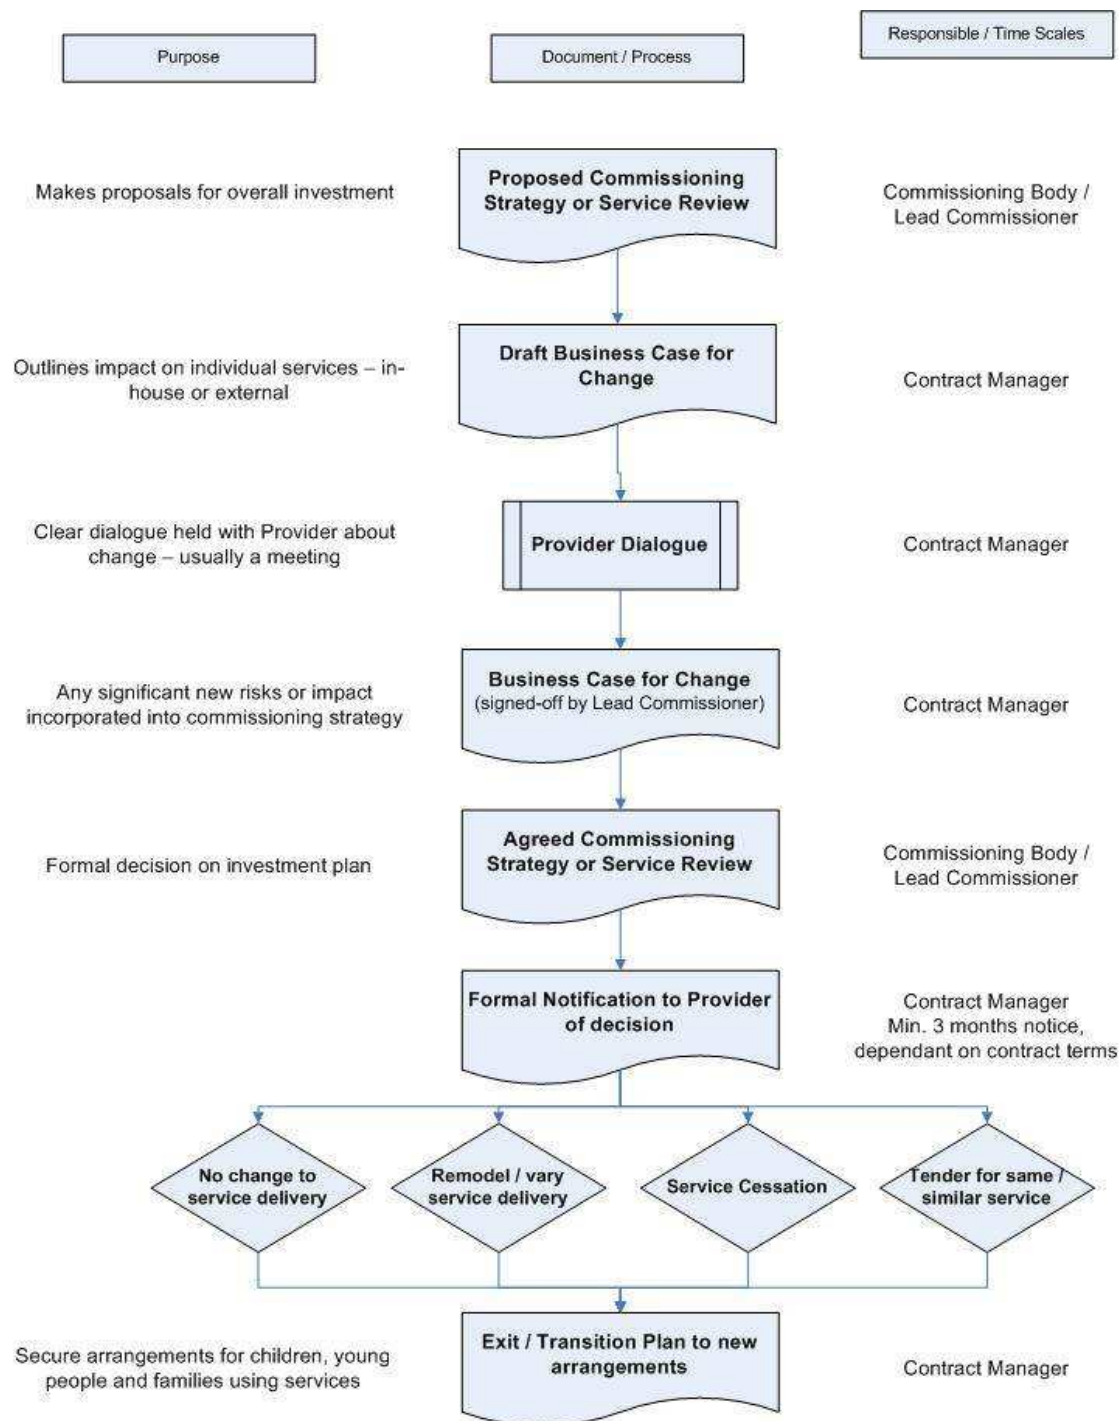 Purpose
Document / Process
Responsible / Time Scales
Makes proposals for overall investment
Proposed Commissioning
Strategy or Service Review
Commissioning Body /
Lead Commissioner
Outlines impact on individual services – in-
house or external
Draft Business Case for
Change
Contract Manager
Clear dialogue held with Provider about
change – usually a meeting
Provider Dialogue
Contract Manager
Any significant new risks or impact
incorporated into commissioning strategy
Business Case for Change
(signed-off by Lead Commissioner)
Contract Manager
Formal decision on investment plan
Agreed Commissioning
Strategy or Service Review
Commissioning Body /
Lead Commissioner
Formal Notification to Provider
of decision
Contract Manager
Min. 3 months notice,
dependant on contract terms
No change to
service delivery
Remodel / vary
service delivery
Service Cessation
Tender for same /
similar service
Secure arrangements for children, young
people and families using services
Exit / Transition Plan to new
arrangements
Contract Manager